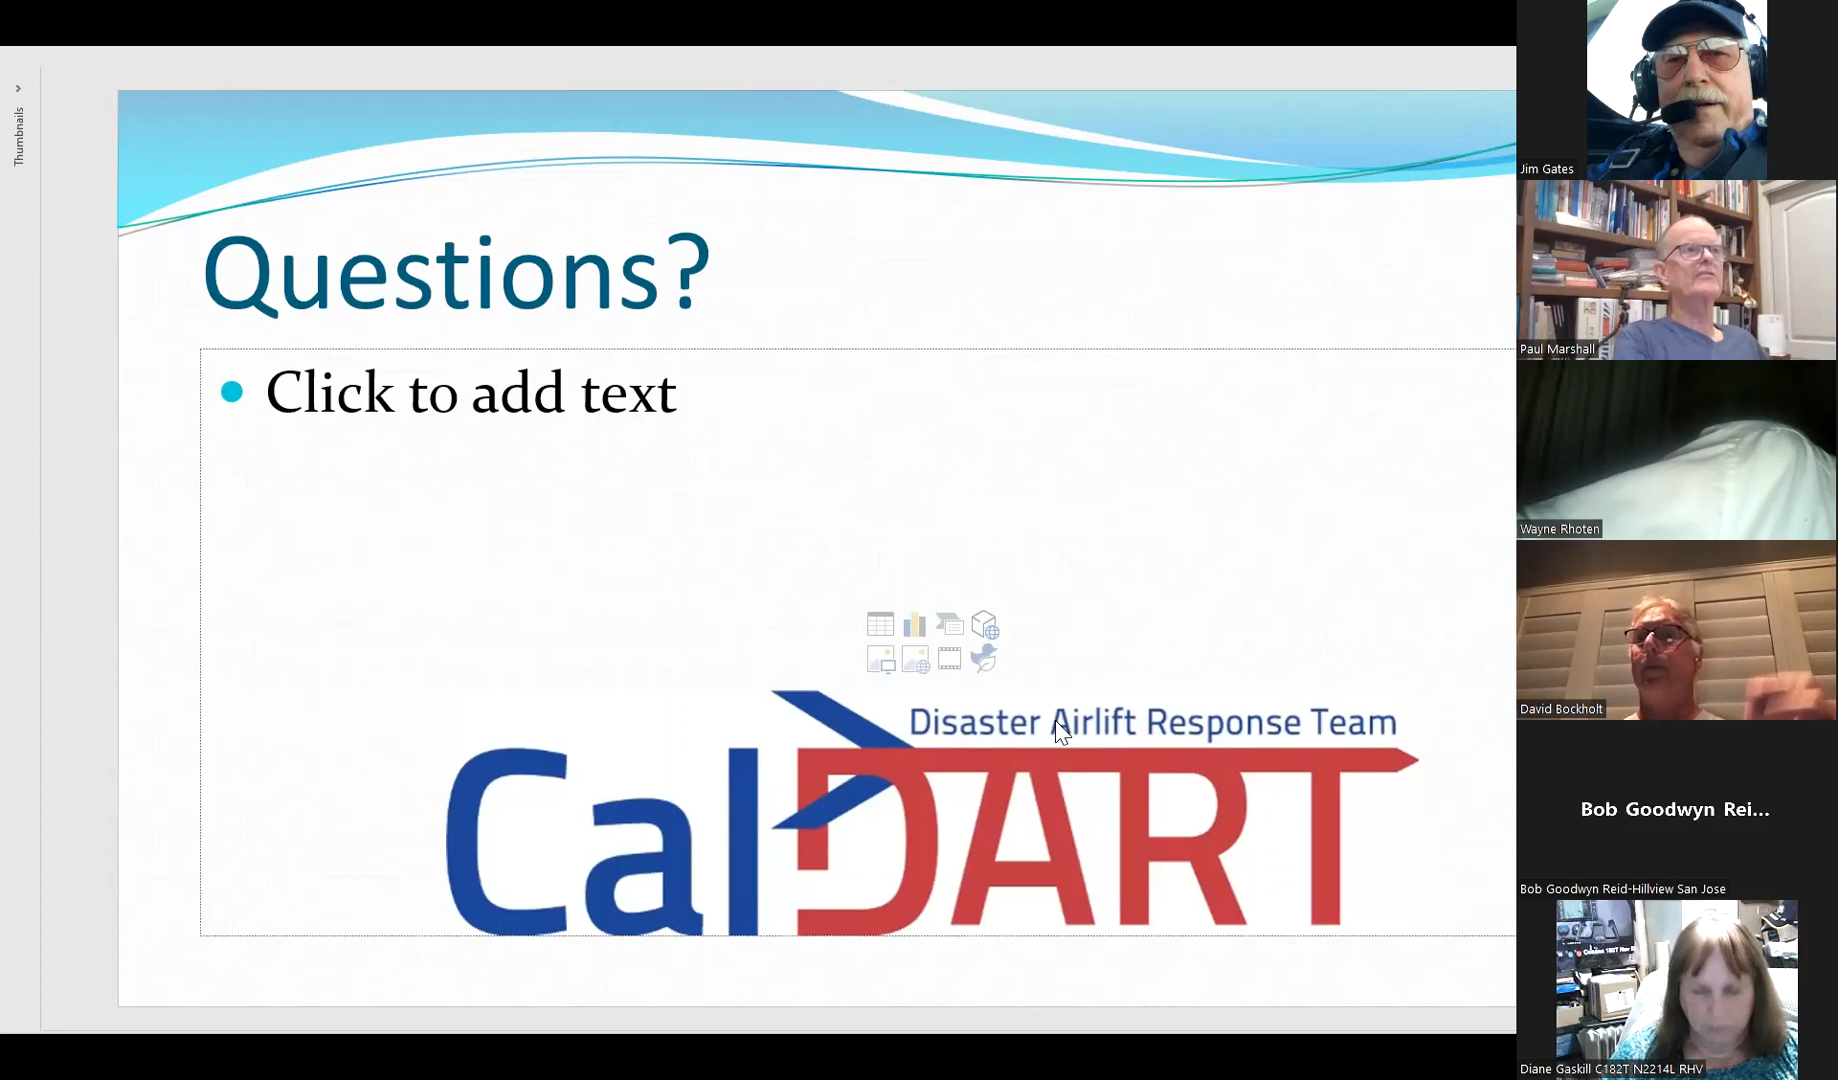 Thumbnails
Questions?
Click to add text
Disaster Airlift Response Team
CalDART
Jim Gates
Paul Marshall
Wayne Rhoten
David Bockholt
Bob Goodwyn Rei...
Bob Goodwyn Reid-Hillview San Jose
Diane Gaskill C182T N2214L RHV